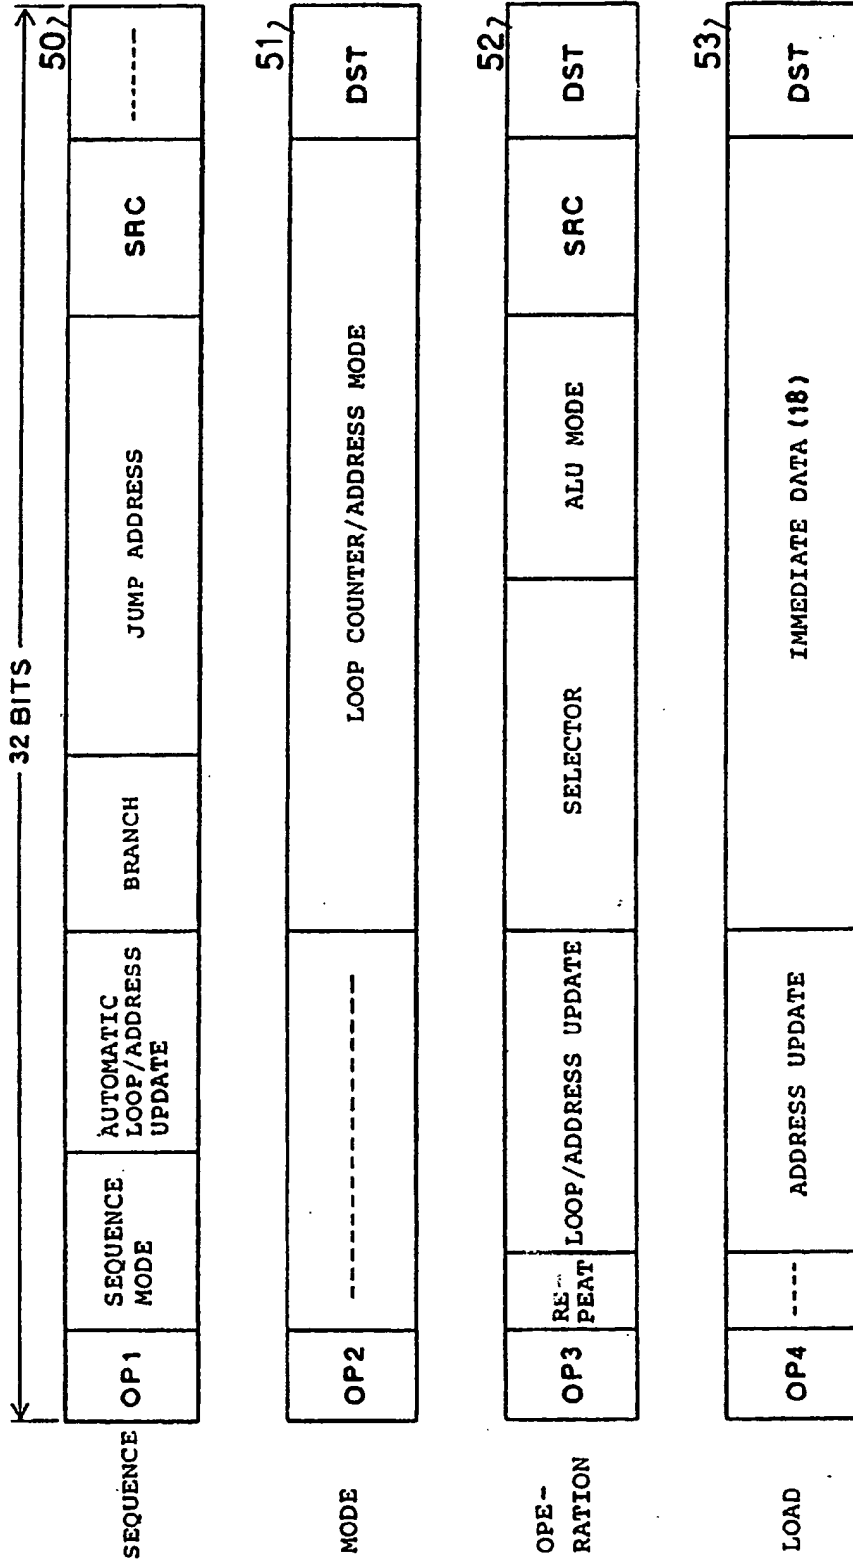 32 BITS
50
SEQUENCE
OP1
SEQUENCE
MODE
AUTOMATIC
LOOP/ADDRESS
UPDATE
BRANCH
JUMP ADDRESS
SRC
-------
51
MODE
OP2
---------------
LOOP COUNTER/ADDRESS MODE
DST
52
OPE-
RATION
OP3
RE-
PEAT
LOOP/ADDRESS UPDATE
SELECTOR
ALU MODE
SRC
DST
53
LOAD
OP4
----
ADDRESS UPDATE
IMMEDIATE DATA (18)
DST